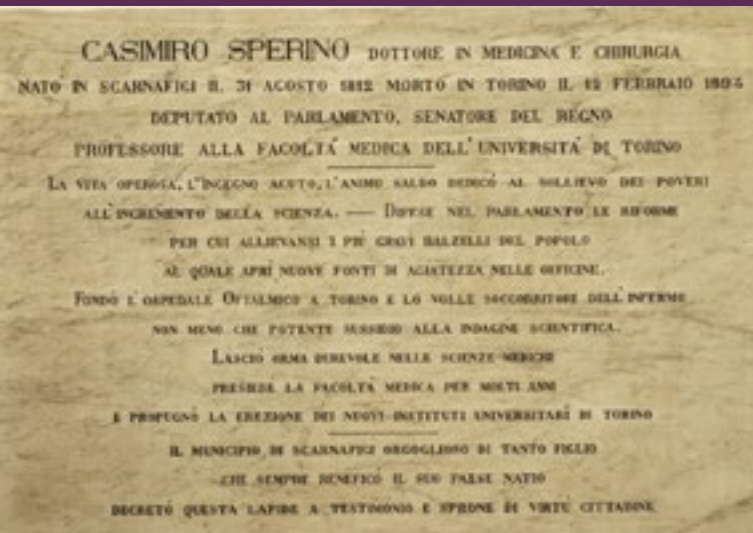 CASIMIRO SPERINO DOTTORE IN MEDICINA E CHIRURGIA
NATO IN SCARNAFIGI IL 31 AGOSTO 1812 MORTO IN TORINO IL 12 FEBBRAIO
DEPUTATO AL PARLAMENTO, SENATORE DEL REGNO
PROFESSORE ALLA FACOLTÀ MEDICA DELL'UNIVERSITÀ DI TORINO
LA VITA OPEROSA, L'INGEGNO ACUTO, L'ANIMO SALDO DEDICÒ AL SOLLIEVO DEI POVERI
ALL'INCREMENTO DELLA SCIENZA. — DIFESE NEL PARLAMENTO LE RIFORME
PER CUI ALLIEVANSI I PIÙ GRAVI BALZELLI DEL POPOLO
AL QUALE APRÌ NUOVE FONTI DI AGIATEZZA NELLE OFFICINE.
FONDÒ L'OSPEDALE OFTALMICO A TORINO E LO VOLLE SOCCORRITORE DELL'INFERMO
NON MENO CHE POTENTE SUSSIDIO ALLA INDAGINE SCIENTIFICA.
LASCIÒ ORMA DUREVOLE NELLE SCIENZE MEDICHE
PRESIEDÈ LA FACOLTÀ MEDICA PER MOLTI ANNI
E PROPUGNÒ LA EREZIONE DEI NUOVI INSTITUTI UNIVERSITARI DI TORINO
IL MUNICIPIO DI SCARNAFIGI ORGOGLIOSO DI TANTO FIGLIO
CHE SEMPRE BENEFICÒ IL SUO PAESE NATIO
DECRETÒ QUESTA LAPIDE A TESTIMONIO E SPRONE DI VIRTÙ CITTADINE